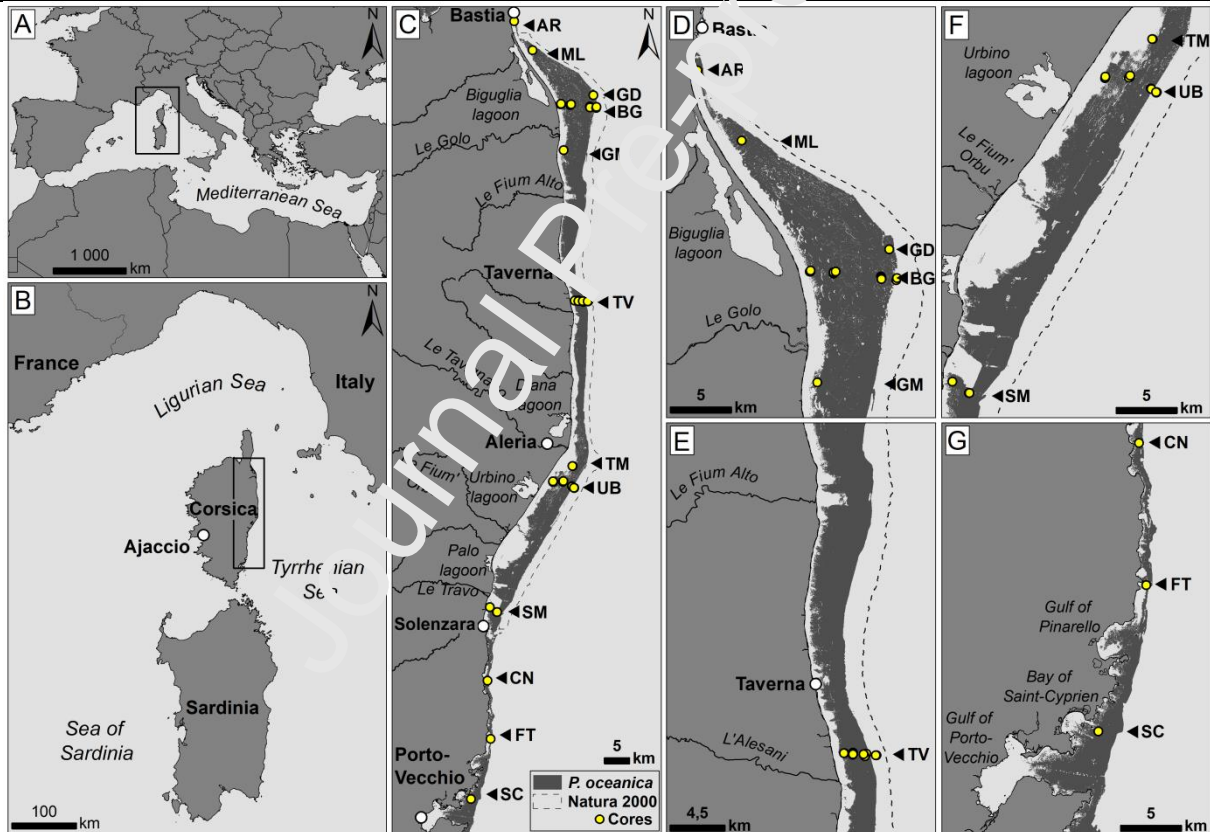 A
N
Mediterranean Sea
1 000
km
B
N
France
Ligurian Sea
Italy
Corsica
Ajaccio
Tyrrhenian
Sea
Sea of
Sardinia
Sardinia
100
km
C
N
Bastia
AR
ML
GD
BG
Biguglia
lagoon
Le Golo
Le Fium Alto
Taverna
TV
Diana
lagoon
Aleria
TM
UB
Urbino
lagoon
Palo
lagoon
Le Travo
Solenzara
SM
CN
FT
Porto-
Vecchio
SC
5
km
P. oceanica
Natura 2000
Cores
D
AR
ML
GD
BG
Biguglia
lagoon
Le Golo
GM
5
km
E
Le Fium Alto
Taverna
L'Alesani
TV
4,5
km
F
Urbino
lagoon
TM
UB
Le Fium'
Orbu
SM
5
km
G
CN
FT
Gulf of
Pinarello
Bay of
Saint-Cyprien
Gulf of
Porto-
Vecchio
SC
5
km
Journal Pre-pro